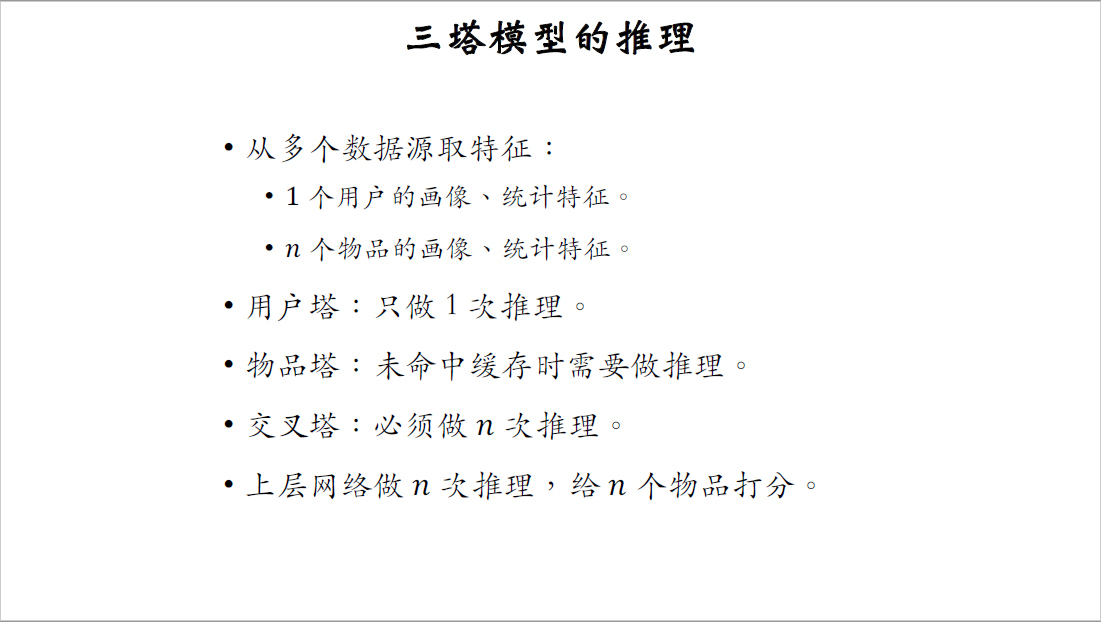 三塔模型的推理
• 从多个数据源取特征：
• 1 个用户的画像、统计特征。
• n 个物品的画像、统计特征。
• 用户塔：只做 1 次推理。
• 物品塔：未命中缓存时需要做推理。
• 交叉塔：必须做 n 次推理。
• 上层网络做 n 次推理，给 n 个物品打分。